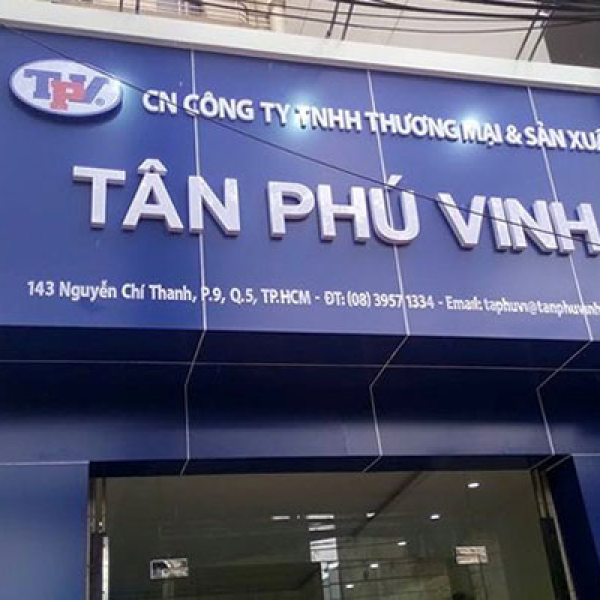 TPV®
CN CÔNG TY TNHH THƯƠNG MẠI & SẢN XUẤ
TÂN PHÚ VINH
143 Nguyễn Chí Thanh, P.9, Q.5, TP.HCM - ĐT: (08) 3957 1334 - Email: taphuvi@tanphuvinh